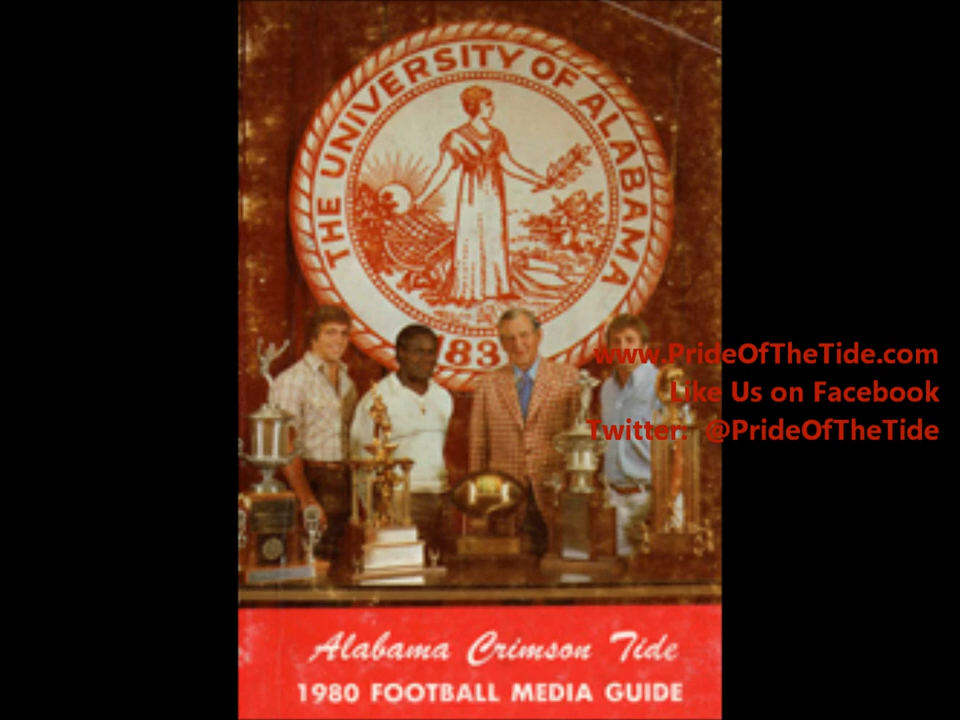 THE UNIVERSITY OF ALABAMA
183
www.PrideOfTheTide.com
Like Us on Facebook
Twitter: @PrideOfTheTide
Alabama Crimson Tide
1980 FOOTBALL MEDIA GUIDE